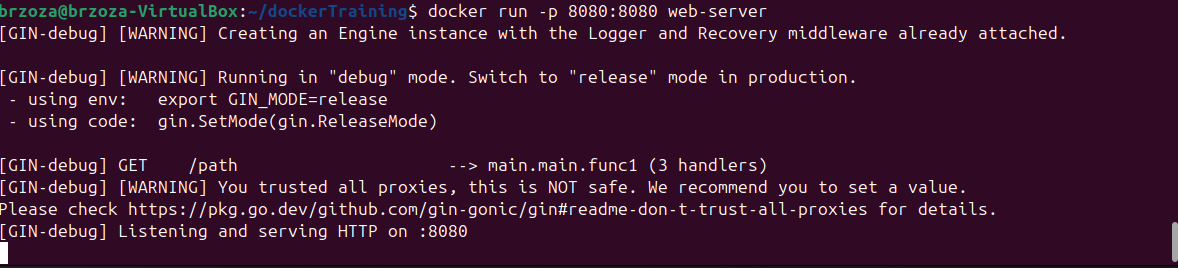 brzoza@brzoza-VirtualBox:~/dockerTraining$ docker run -p 8080:8080 web-server
[GIN-debug] [WARNING] Creating an Engine instance with the Logger and Recovery middleware already attached.
[GIN-debug] [WARNING] Running in "debug" mode. Switch to "release" mode in production.
- using env:   export GIN_MODE=release
- using code:  gin.SetMode(gin.ReleaseMode)
[GIN-debug] GET    /path                     --> main.main.func1 (3 handlers)
[GIN-debug] [WARNING] You trusted all proxies, this is NOT safe. We recommend you to set a value.
Please check https://pkg.go.dev/github.com/gin-gonic/gin#readme-don-t-trust-all-proxies for details.
[GIN-debug] Listening and serving HTTP on :8080